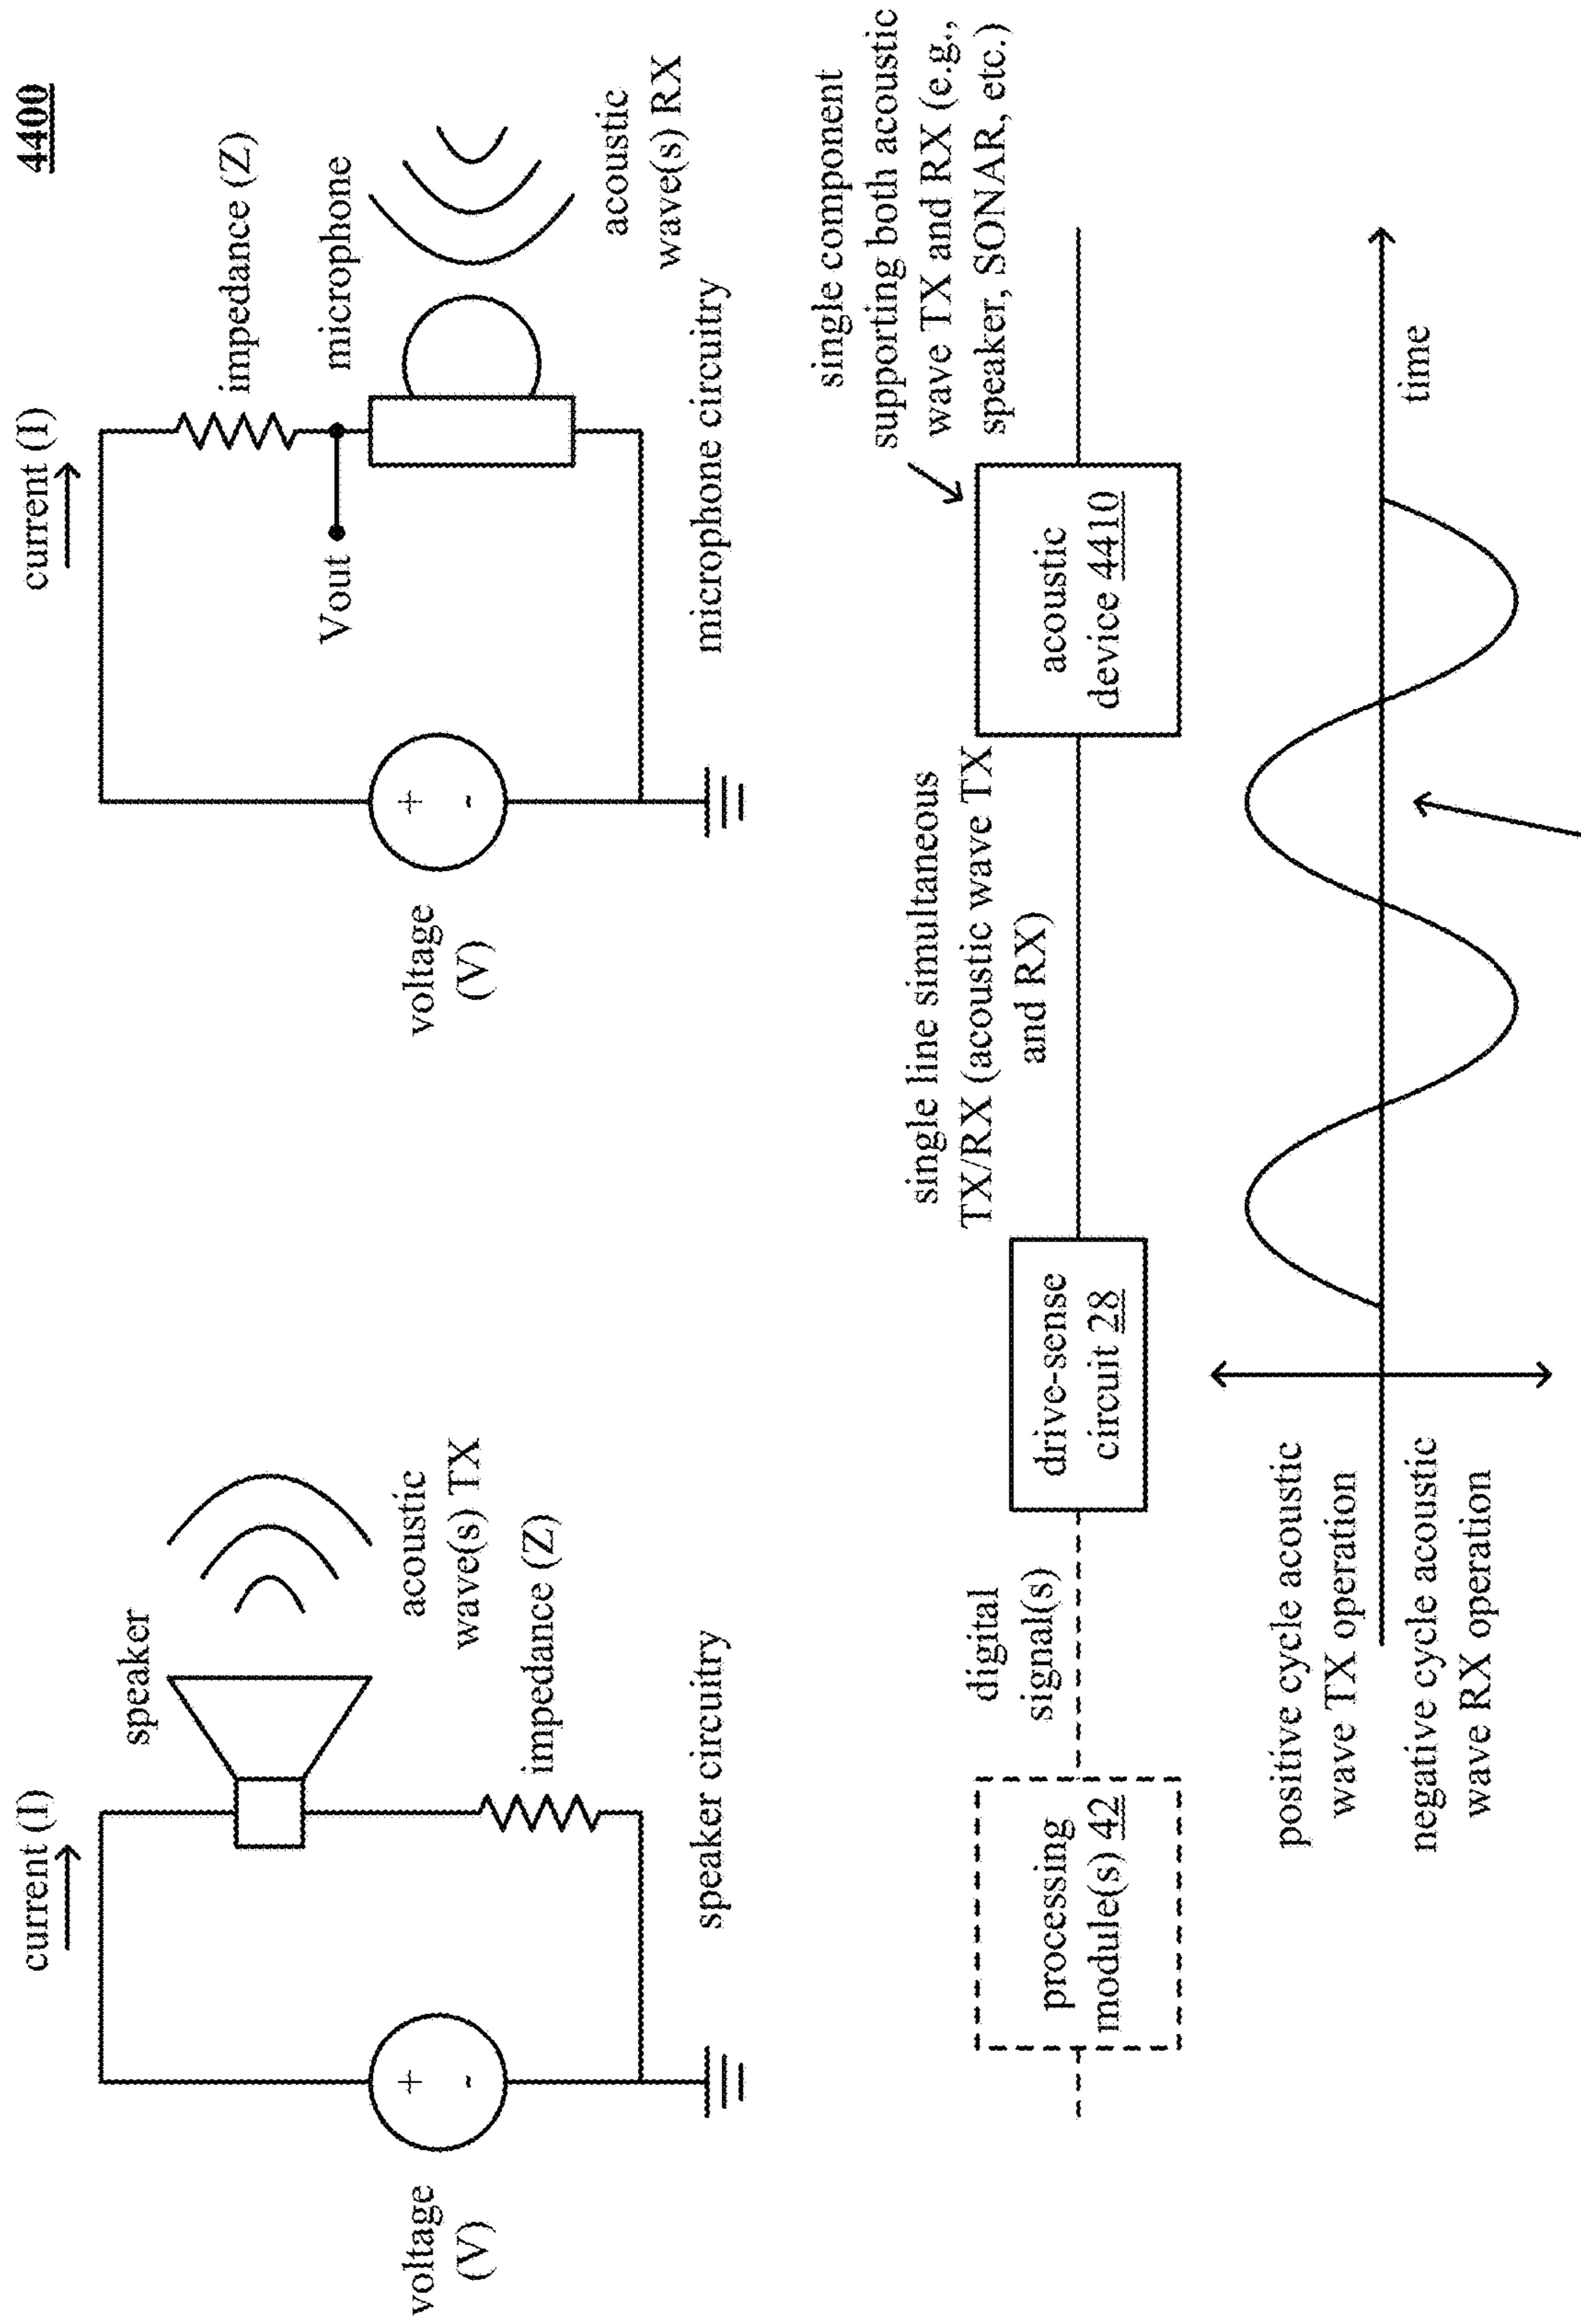 4400
current (I)
speaker
acoustic
wave(s) TX
impedance (Z)
voltage
(V)
speaker circuitry
current (I)
impedance (Z)
Vout
microphone
acoustic
wave(s) RX
voltage
(V)
+
-
+
-
microphone circuitry
processing
module(s) 42
digital
signal(s)
drive-sense
circuit 28
single line simultaneous
TX/RX (acoustic wave TX
and RX)
acoustic
device 4410
single component
supporting both acoustic
wave TX and RX (e.g.,
speaker, SONAR, etc.)
positive cycle acoustic
wave TX operation
negative cycle acoustic
wave RX operation
time